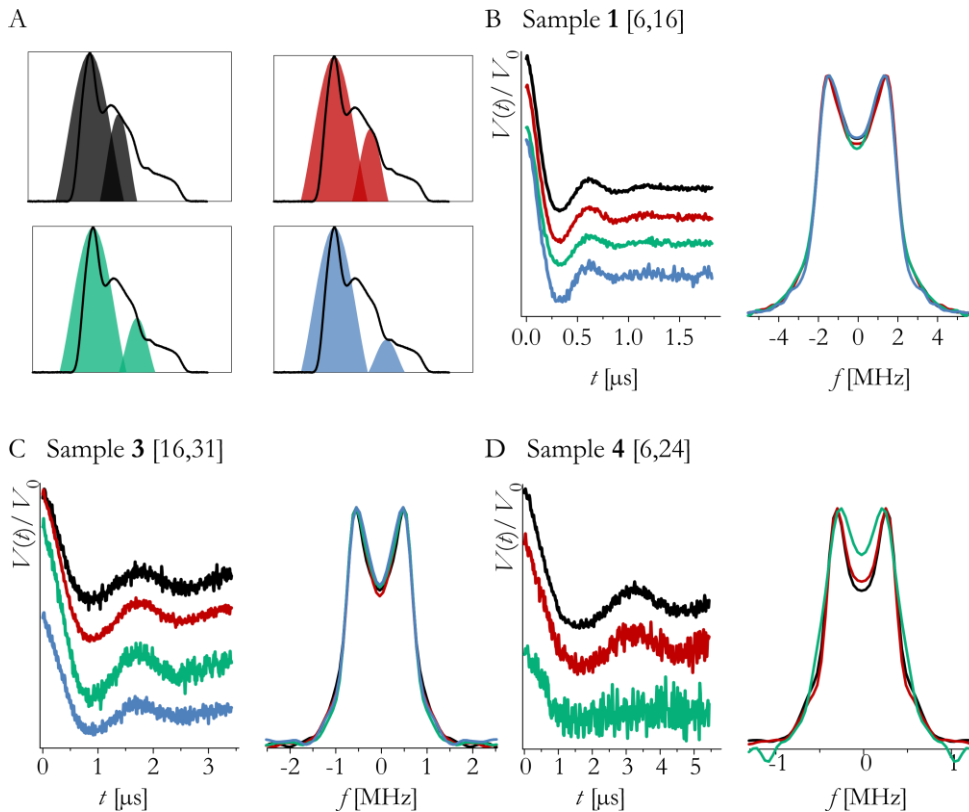 A
B Sample 1 [6,16]
V(t) / V0
0.0 0.5 1.0 1.5
t [μs]
-4 -2 0 2 4
f [MHz]
C Sample 3 [16,31]
V(t) / V0
0 1 2 3
t [μs]
-2 -1 0 1 2
f [MHz]
D Sample 4 [6,24]
V(t) / V0
0 1 2 3 4 5
t [μs]
-1 0 1
f [MHz]